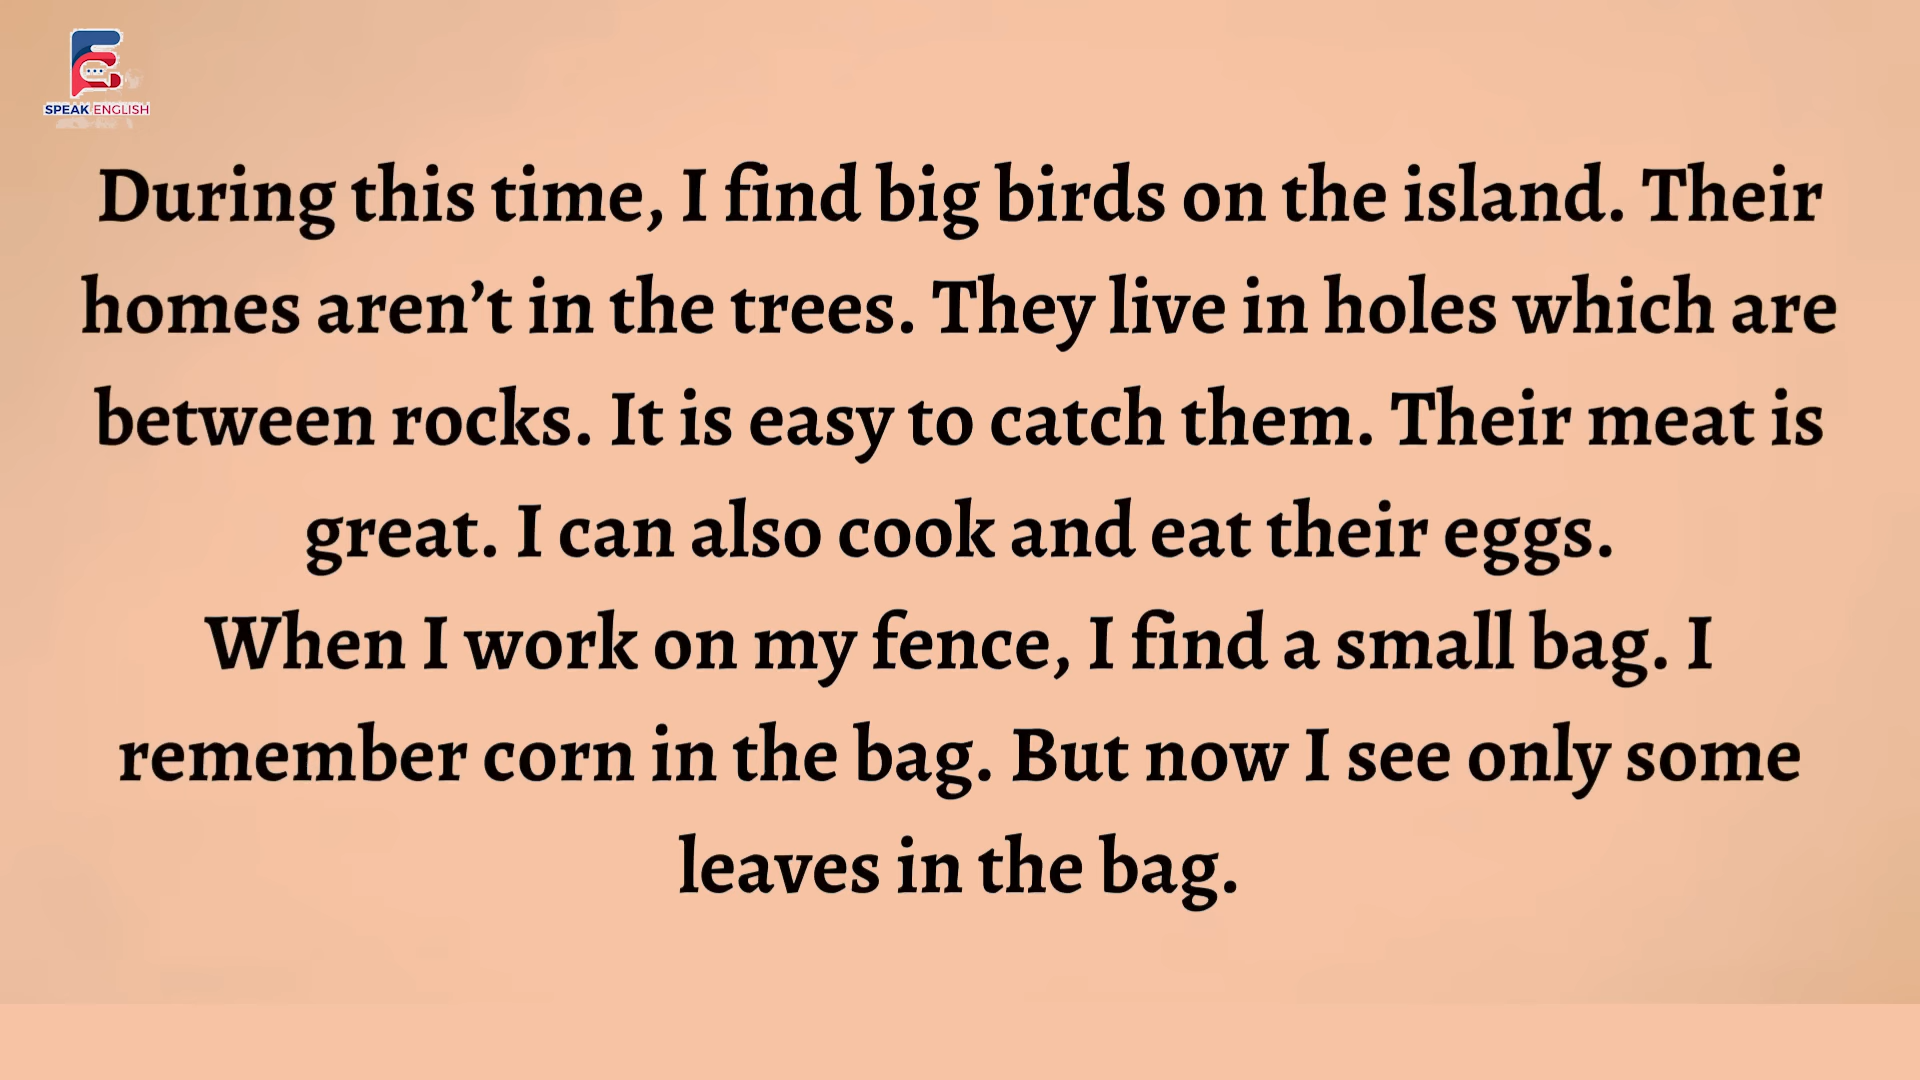 SPEAK ENGLISH
During this time, I find big birds on the island. Their
homes aren’t in the trees. They live in holes which are
between rocks. It is easy to catch them. Their meat is
great. I can also cook and eat their eggs.
When I work on my fence, I find a small bag. I
remember corn in the bag. But now I see only some
leaves in the bag.